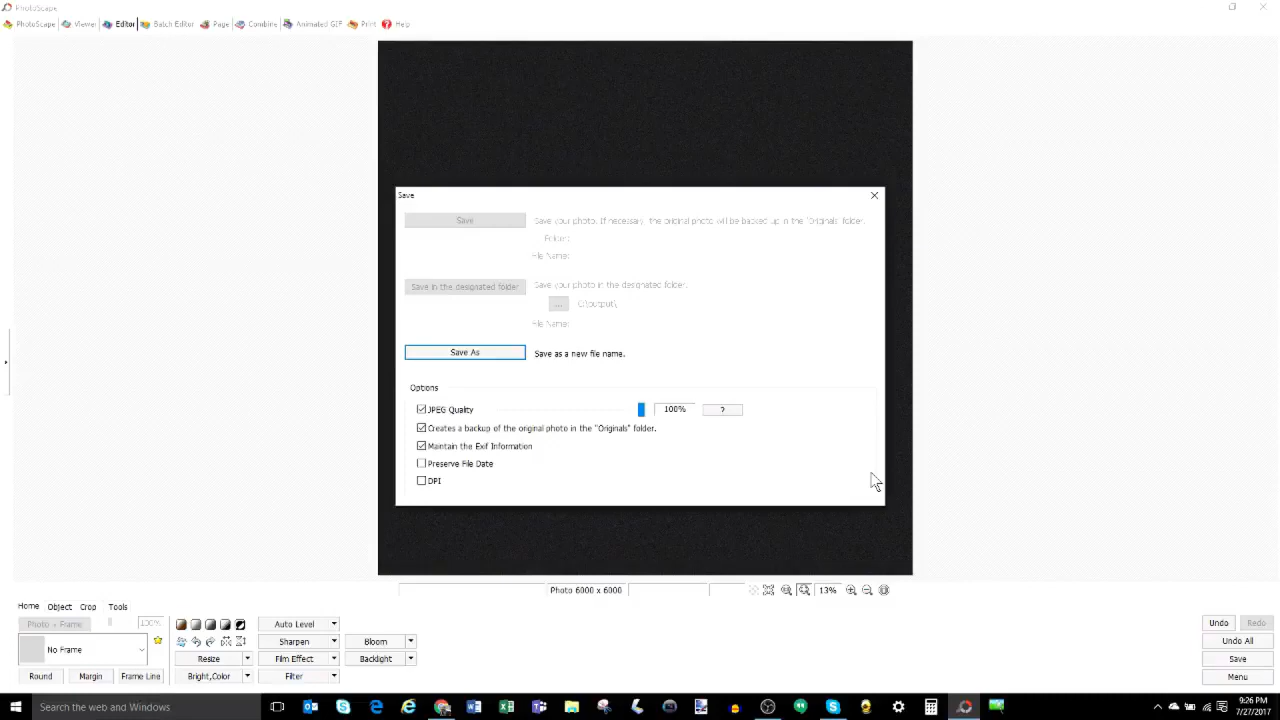 PhotoScape
PhotoScape Viewer Editor Batch Editor Page Combine Animated GIF Print Help
Save
Save Save your photo. If necessary, the original photo will be backed up in the 'Originals' folder.
Folder:
File Name:
Save in the designated folder Save your photo in the designated folder.
... C:\output\
File Name:
Save As Save as a new file name.
Options
JPEG Quality 100% ?
Creates a backup of the original photo in the "Originals" folder.
Maintain the Exif Information
Preserve File Date
DPI
Photo 6000 x 6000 13%
Home Object Crop Tools
Photo + Frame 100% Auto Level Undo Redo
No Frame Sharpen Bloom Undo All
Resize Film Effect Backlight Save
Round Margin Frame Line Bright,Color Filter Menu
Search the web and Windows
9:26 PM
7/27/2017